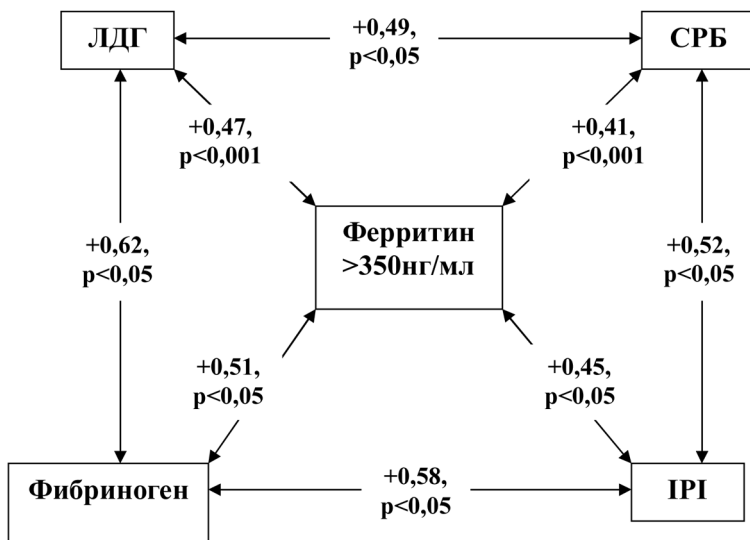 ЛДГ
+0,49,
p<0,05
СРБ
+0,47,
p<0,001
+0,41,
p<0,001
Ферритин
>350нг/мл
+0,62,
p<0,05
+0,52,
p<0,05
+0,51,
p<0,05
+0,45,
p<0,05
Фибриноген
+0,58,
p<0,05
IPI